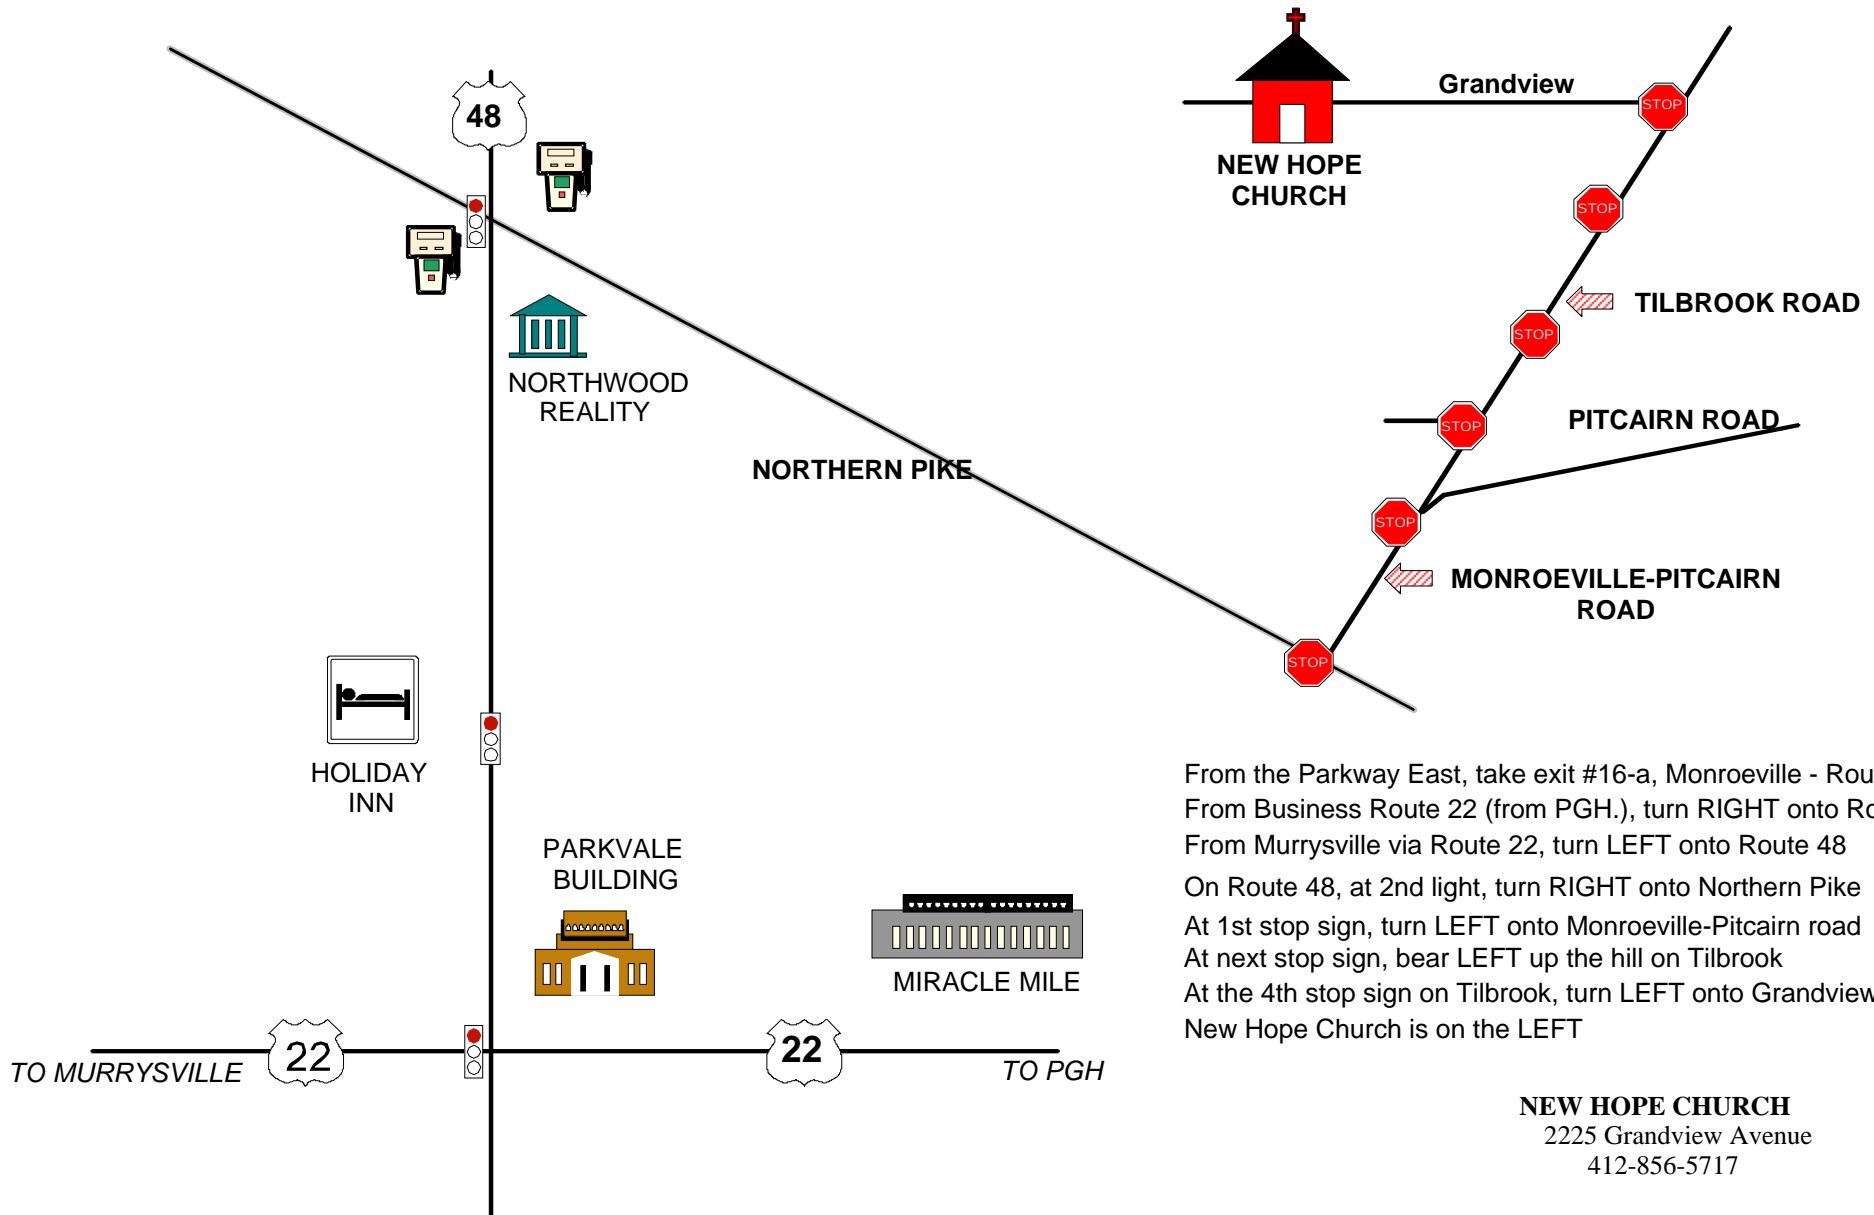 48
Grandview
STOP
NEW HOPE
CHURCH
STOP
TILBROOK ROAD
STOP
NORTHWOOD
REALITY
STOP
PITCAIRN ROAD
NORTHERN PIKE
STOP
MONROEVILLE-PITCAIRN
ROAD
STOP
HOLIDAY
INN
PARKVALE
BUILDING
MIRACLE MILE
22
22
TO MURRYSVILLE
TO PGH
From the Parkway East, take exit #16-a, Monroeville - Rou
From Business Route 22 (from PGH.), turn RIGHT onto Ro
From Murrysville via Route 22, turn LEFT onto Route 48
On Route 48, at 2nd light, turn RIGHT onto Northern Pike
At 1st stop sign, turn LEFT onto Monroeville-Pitcairn road
At next stop sign, bear LEFT up the hill on Tilbrook
At the 4th stop sign on Tilbrook, turn LEFT onto Grandview
New Hope Church is on the LEFT
NEW HOPE CHURCH
2225 Grandview Avenue
412-856-5717